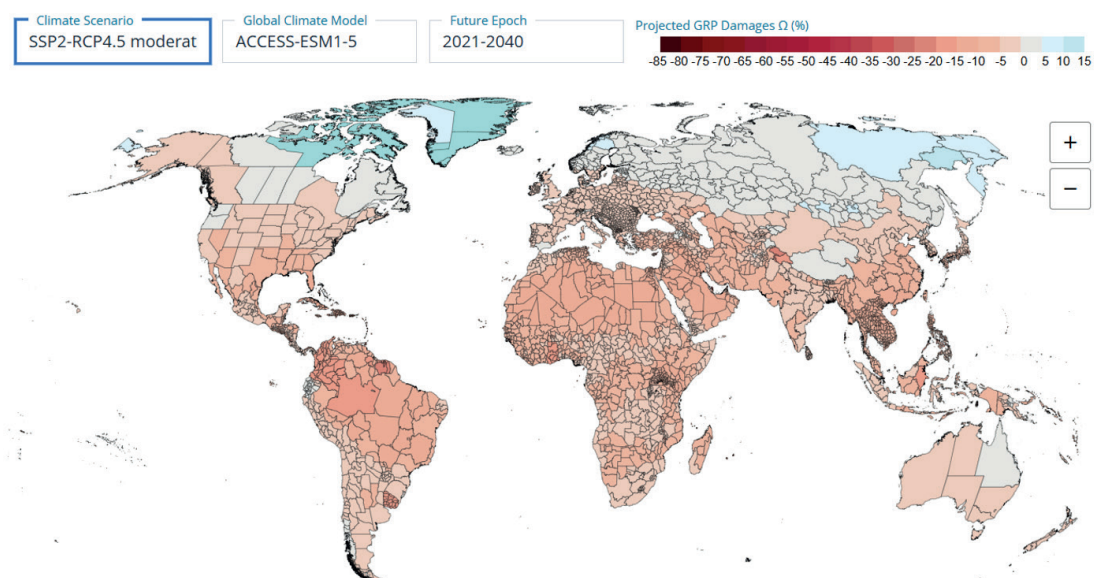 Climate Scenario
SSP2-RCP4.5 moderat
Global Climate Model
ACCESS-ESM1-5
Future Epoch
2021-2040
Projected GRP Damages Ω (%)
-85 -80 -75 -70 -65 -60 -55 -50 -45 -40 -35 -30 -25 -20 -15 -10 -5 0 5 10 15
+
−